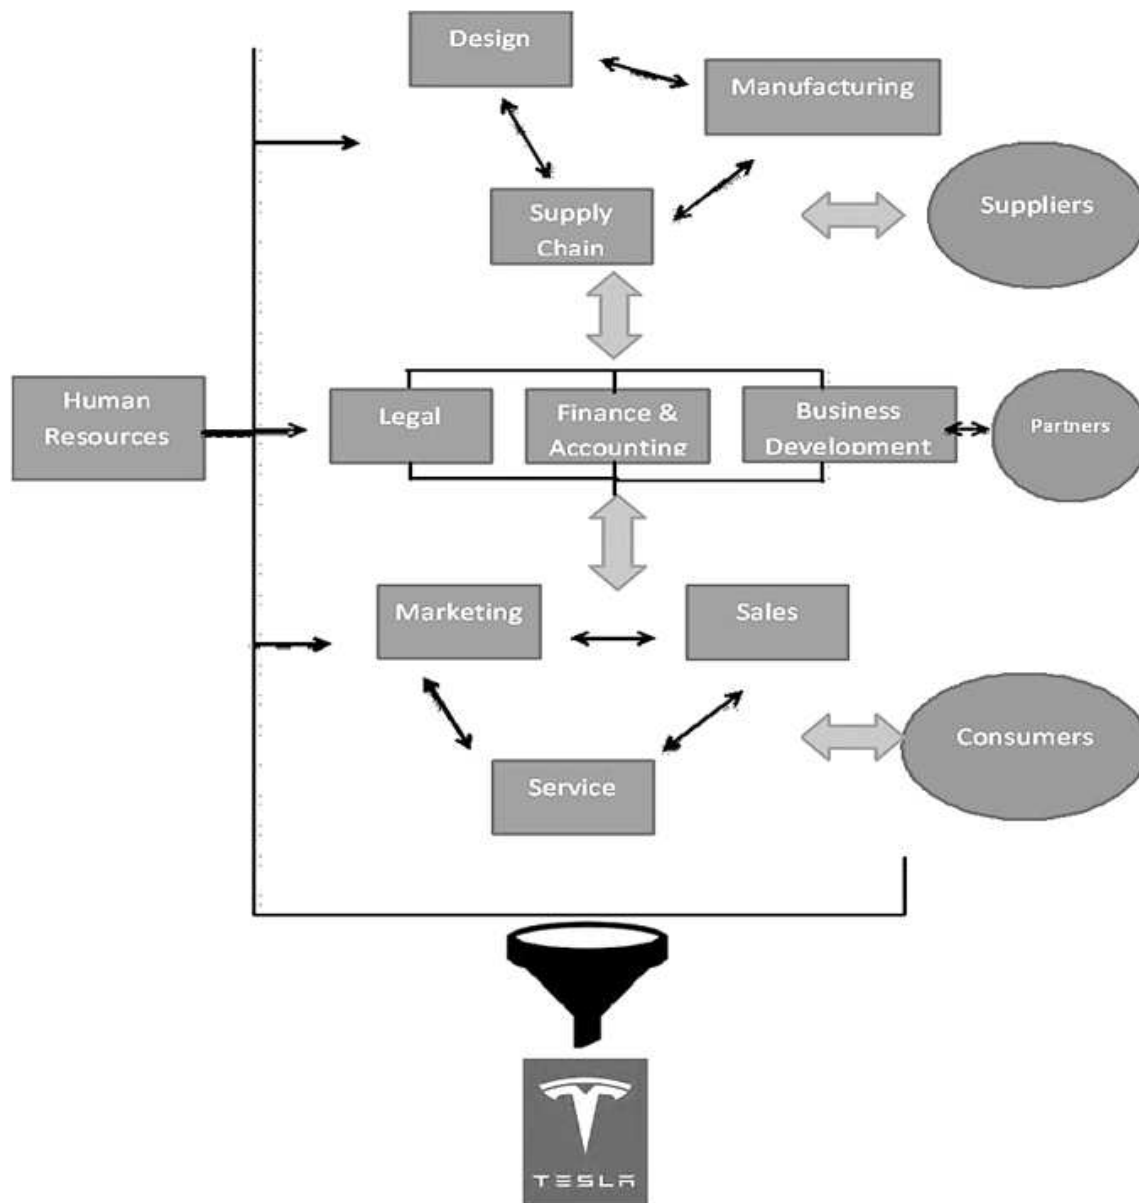 Design
Manufacturing
Suppliers
Supply
Chain
Human
Resources
Legal
Finance &
Accounting
Business
Development
Partners
Marketing
Sales
Consumers
Service
TESLA